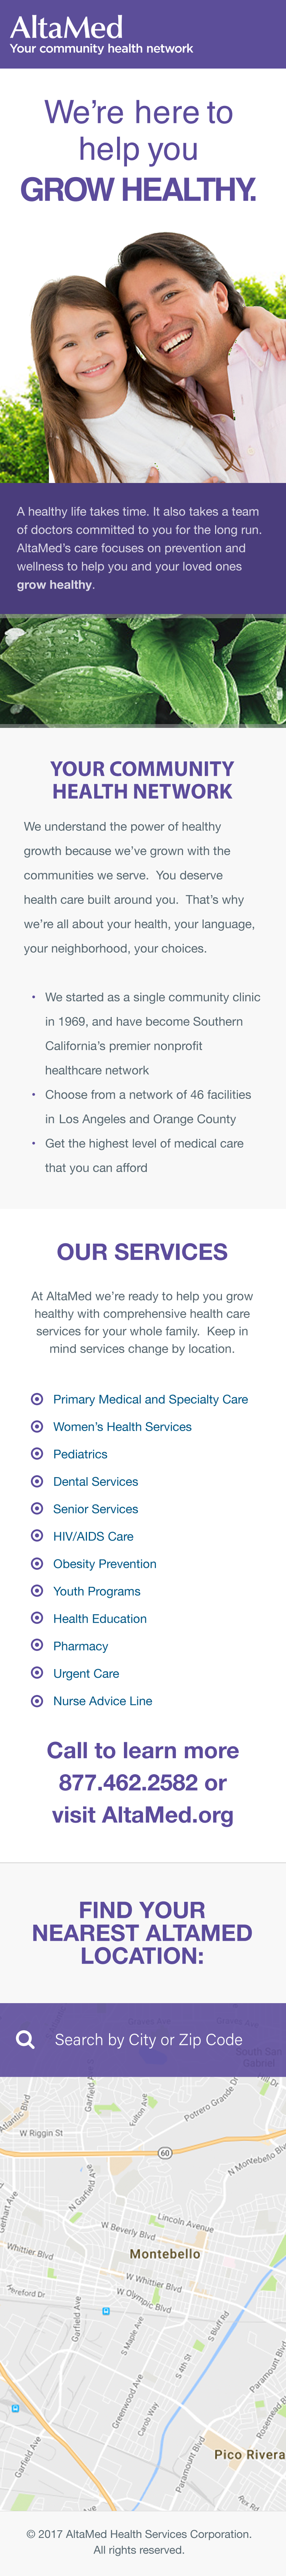 AltaMed
Your community health network
We're here to
help you
GROW HEALTHY.
A healthy life takes time. It also takes a team
of doctors committed to you for the long run.
AltaMed's care focuses on prevention and
wellness to help you and your loved ones
grow healthy.
YOUR COMMUNITY
HEALTH NETWORK
We understand the power of healthy
growth because we've grown with the
communities we serve. You deserve
health care built around you. That's why
we're all about your health, your language,
your neighborhood, your choices.
• We started as a single community clinic
in 1969, and have become Southern
California's premier nonprofit
healthcare network
• Choose from a network of 46 facilities
in Los Angeles and Orange County
• Get the highest level of medical care
that you can afford
OUR SERVICES
At AltaMed we're ready to help you grow
healthy with comprehensive health care
services for your whole family. Keep in
mind services change by location.
Primary Medical and Specialty Care
Women's Health Services
Pediatrics
Dental Services
Senior Services
HIV/AIDS Care
Obesity Prevention
Youth Programs
Health Education
Pharmacy
Urgent Care
Nurse Advice Line
Call to learn more
877.462.2582 or
visit AltaMed.org
FIND YOUR
NEAREST ALTAMED
LOCATION:
Search by City or Zip Code
South San
Gabriel
Garfield Ave
Atlantic Blvd
Fulton Ave
Potrero Grande Dr
W Riggin St
60
N Montebello Blv
N Garfield A
Gerhart Ave
Lincoln Avenue
W Beverly Blvd
Whittier Blvd
Montebello
W Whittier Blvd
Ferreford Dr
W Olympic Blvd
Garfield Ave
S Maple Ave
S Bluff Rd
S 4th St
Paramount Blv
Greenwood Ave
Carob Way
Rosemead B
Garfield Ave
Paramount Blvd
Pico Rivera
Rex Rd
© 2017 AltaMed Health Services Corporation.
All rights reserved.